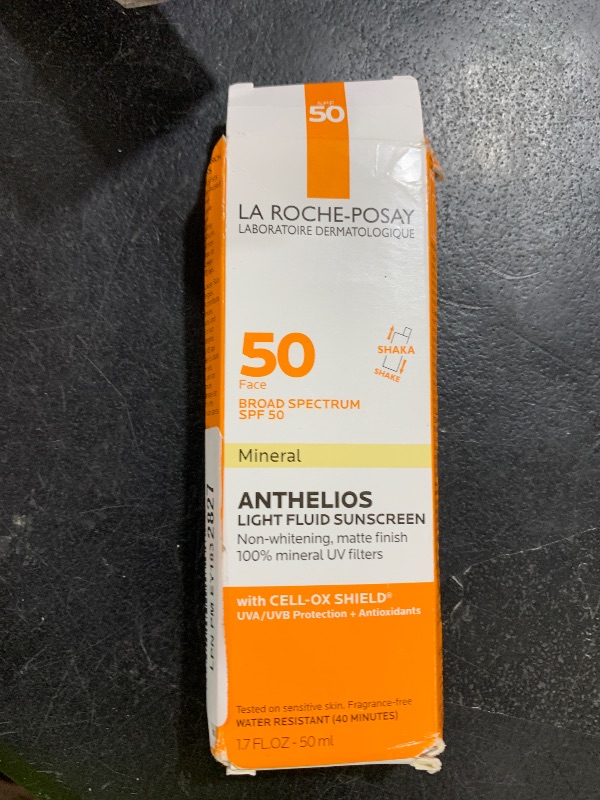 SPF
50
LA ROCHE-POSAY
LABORATOIRE DERMATOLOGIQUE
50
Face
BROAD SPECTRUM
SPF 50
SHAKA
SHAKE
Mineral
ANTHELIOS
LIGHT FLUID SUNSCREEN
Non-whitening, matte finish
100% mineral UV filters
with CELL-OX SHIELD®
UVA/UVB Protection + Antioxidants
Tested on sensitive skin. Fragrance-free
WATER RESISTANT (40 MINUTES)
1.7 FL.OZ - 50 ml